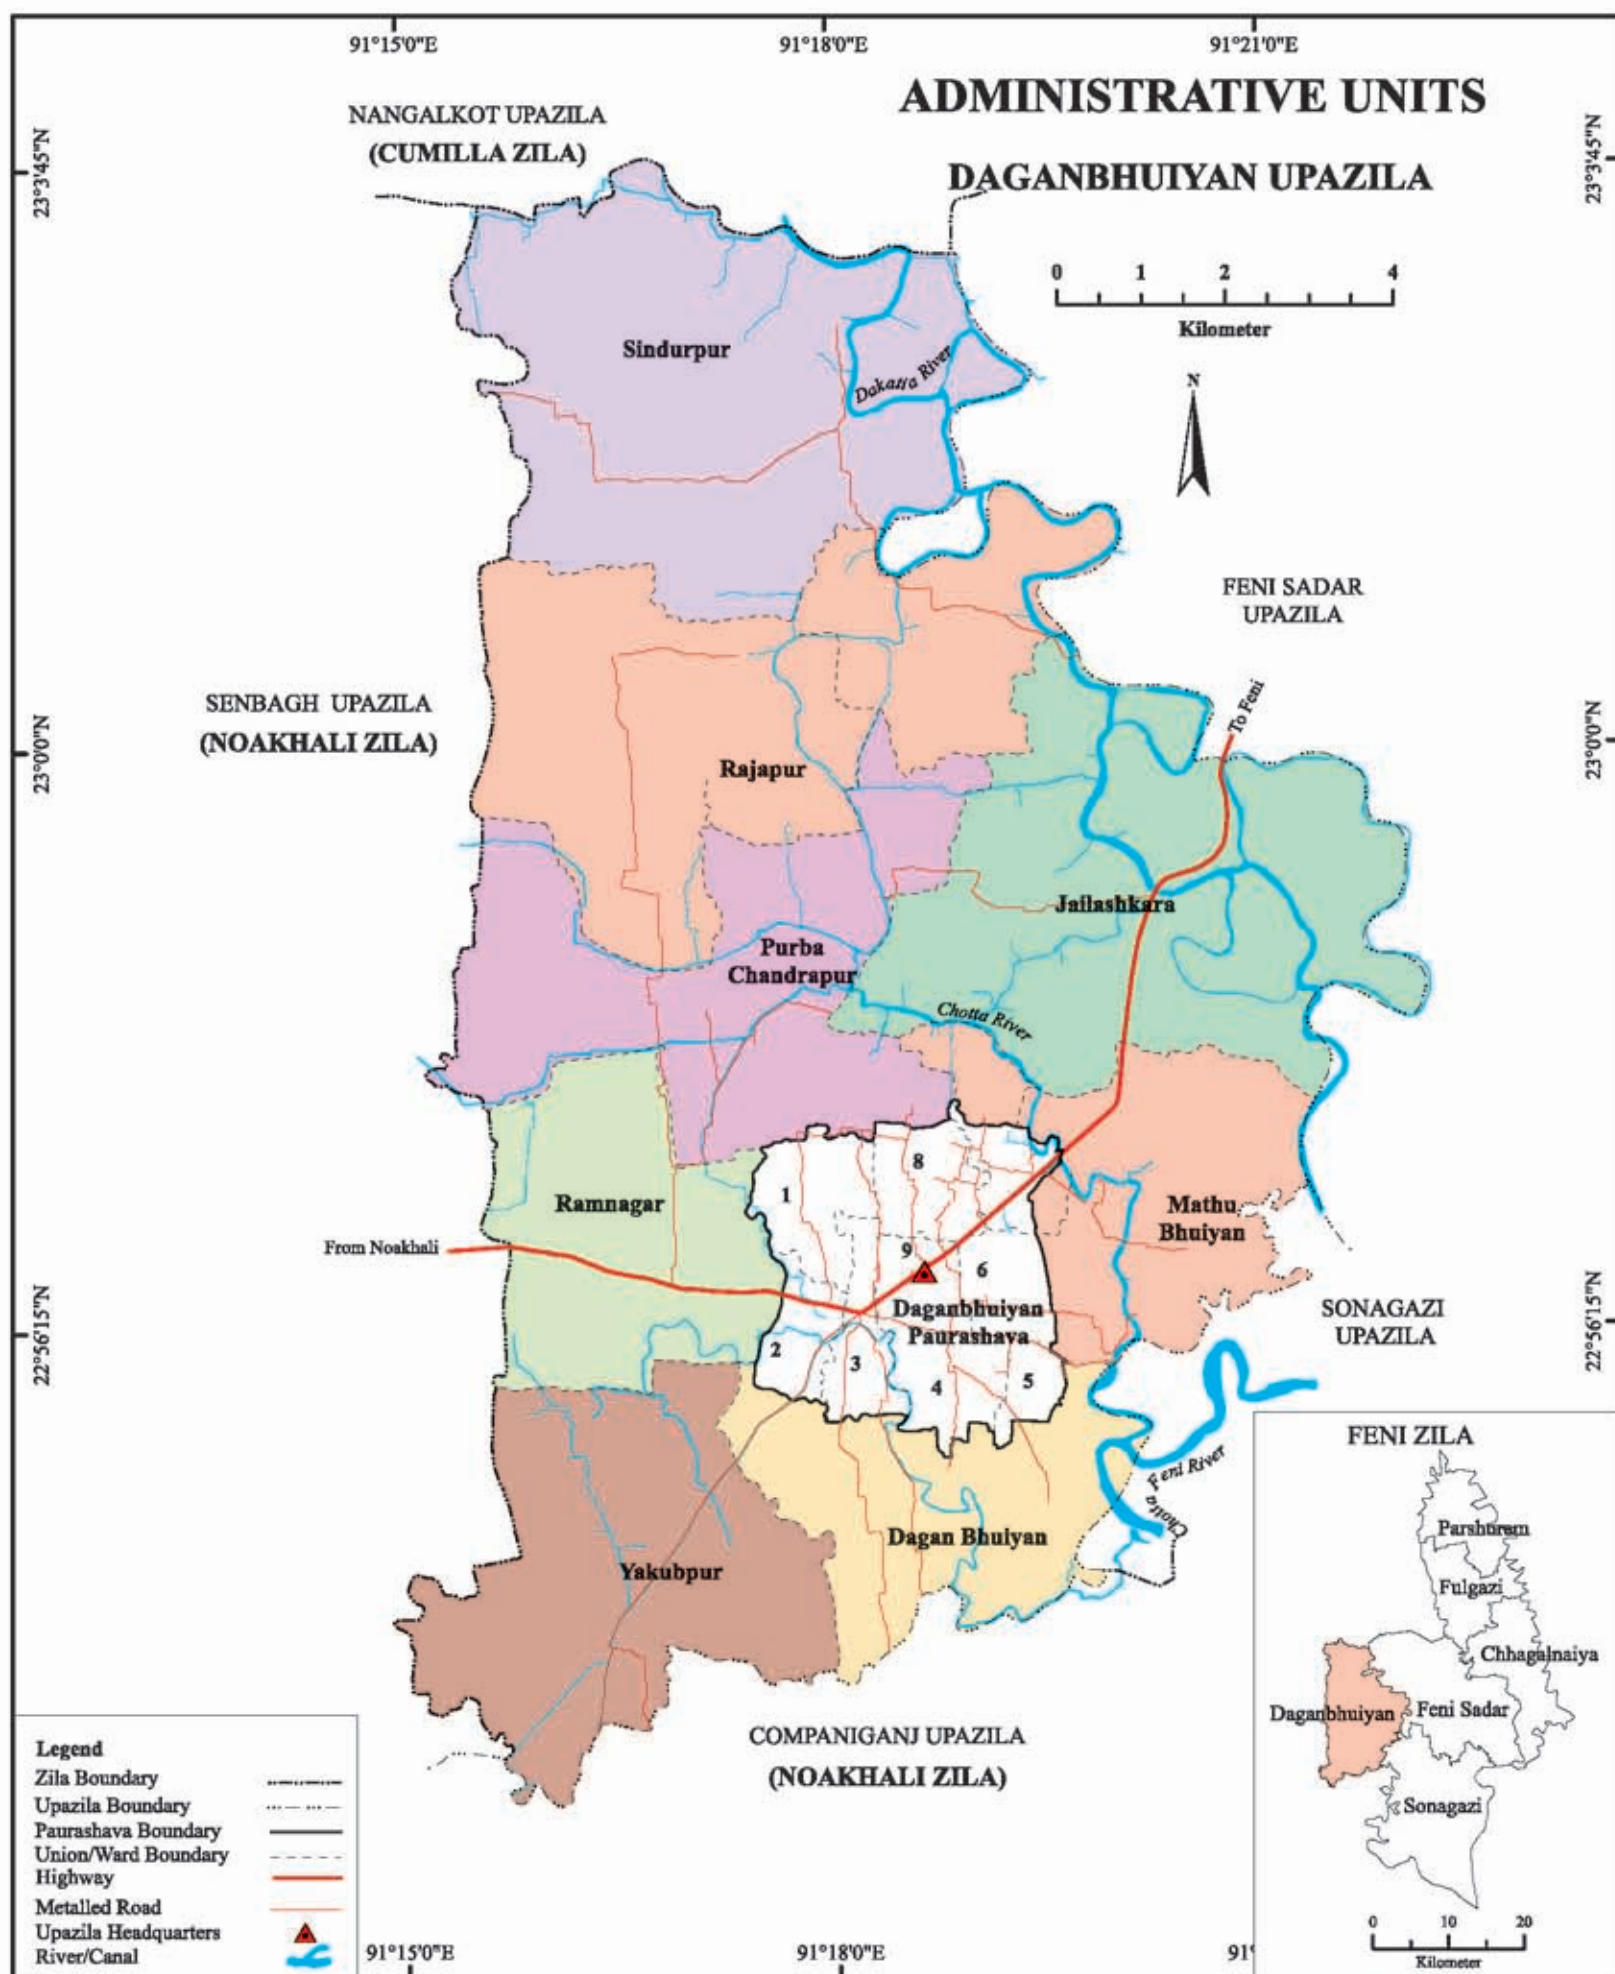 91°15'0"E
91°18'0"E
91°21'0"E
ADMINISTRATIVE UNITS
DAGANBHUIYAN UPAZILA
NANGALKOT UPAZILA
(CUMILLA ZILA)
23°3'45"N
23°3'45"N
0 1 2 4
Kilometer
N
Sindurpur
Dakatia River
FENI SADAR
UPAZILA
SENBAGH UPAZILA
(NOAKHALI ZILA)
To Feni
23°0'0"N
23°0'0"N
Rajapur
Jailashkara
Purba
Chandrapur
Chotta River
1
8
Ramnagar
Mathu
Bhuiyan
From Noakhali
9
6
Daganbhuiyan
Paurashava
SONAGAZI
UPAZILA
22°56'15"N
22°56'15"N
2
3
4
5
Chotta Feni River
Dagan Bhuiyan
Yakubpur
COMPANIGANJ UPAZILA
(NOAKHALI ZILA)
FENI ZILA
Parshuram
Fulgazi
Chhagalnaiya
Daganbhuiyan
Feni Sadar
Sonagazi
0 10 20
Kilometer
Legend
Zila Boundary
Upazila Boundary
Paurashava Boundary
Union/Ward Boundary
Highway
Metalled Road
Upazila Headquarters
River/Canal
91°15'0"E
91°18'0"E
91°